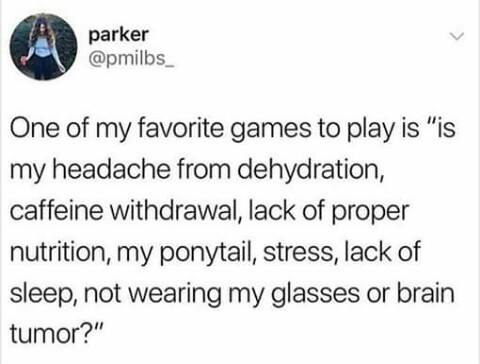 parker
@pmilbs_
One of my favorite games to play is "is
my headache from dehydration,
caffeine withdrawal, lack of proper
nutrition, my ponytail, stress, lack of
sleep, not wearing my glasses or brain
tumor?"